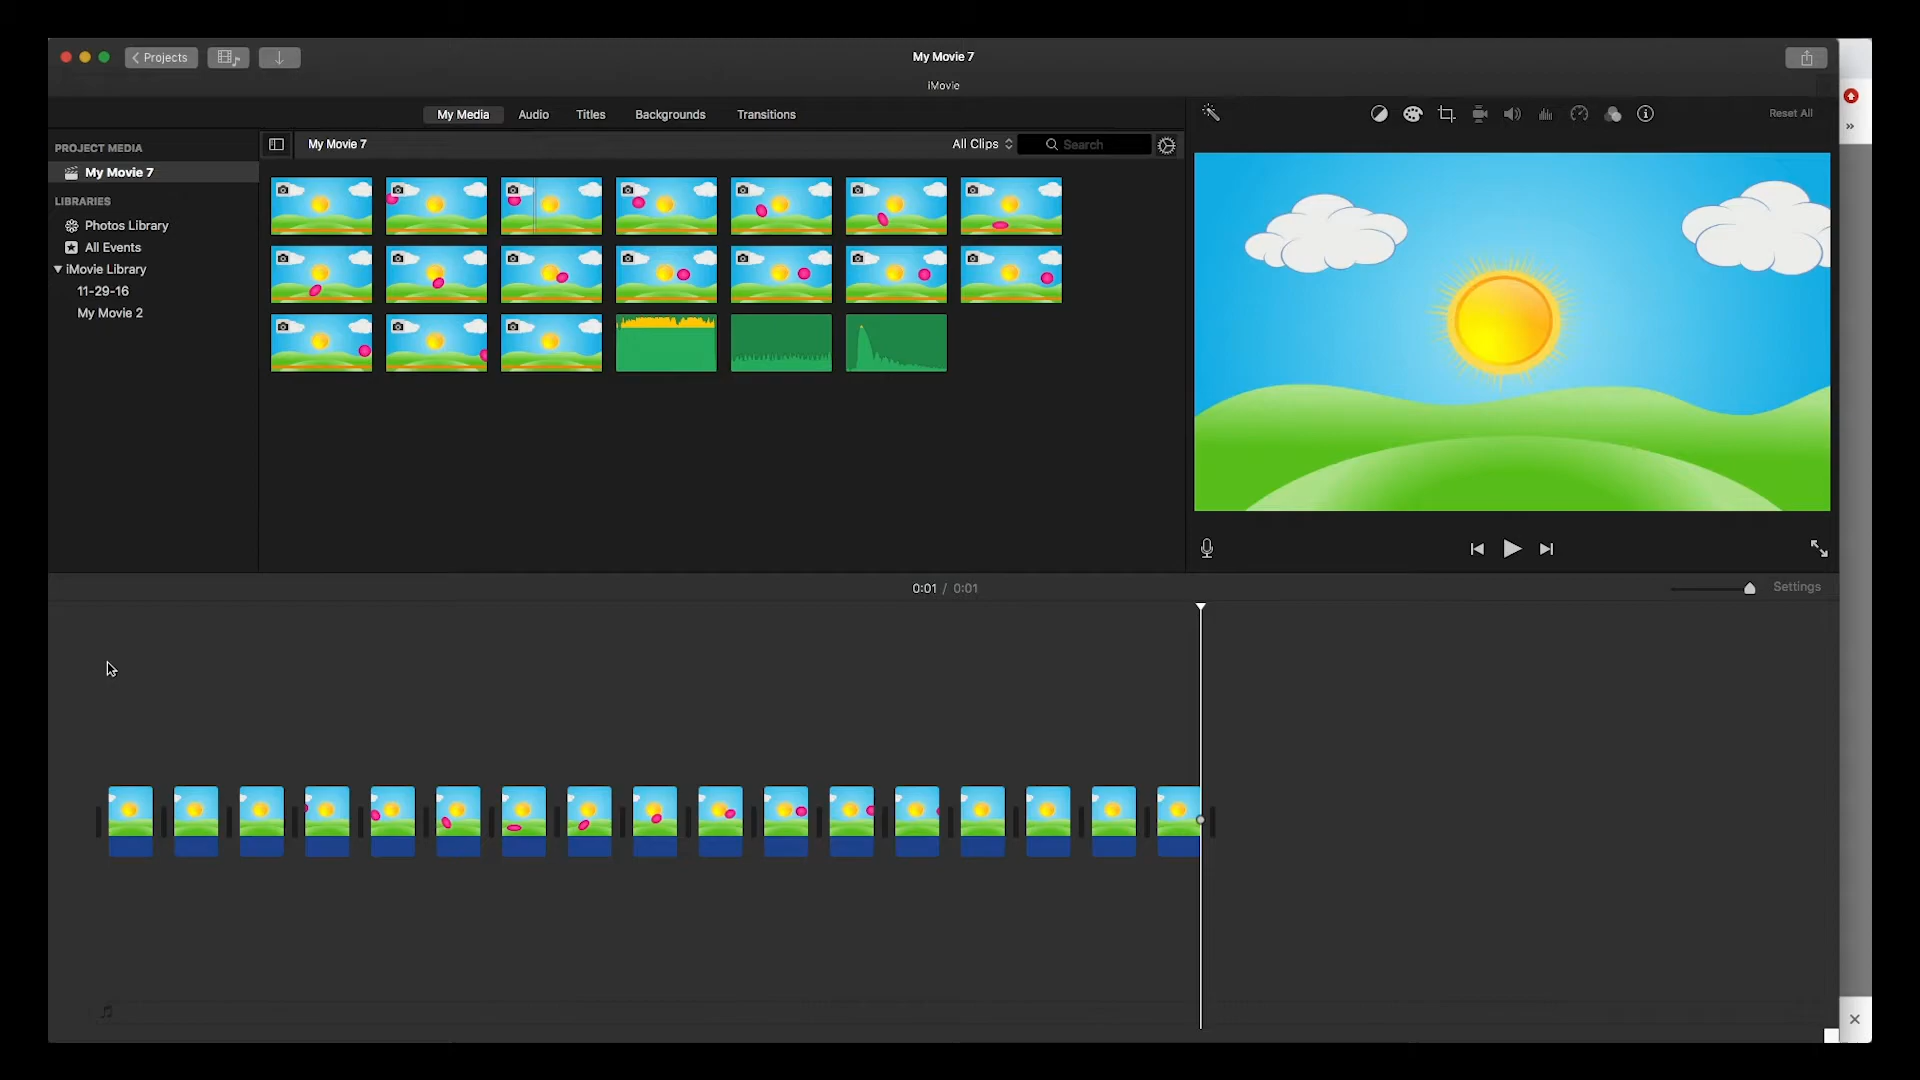 Projects
My Movie 7
iMovie
My Media
Audio
Titles
Backgrounds
Transitions
Reset All
PROJECT MEDIA
My Movie 7
LIBRARIES
Photos Library
All Events
iMovie Library
11-29-16
My Movie 2
My Movie 7
All Clips
Search
0:01 / 0:01
Settings